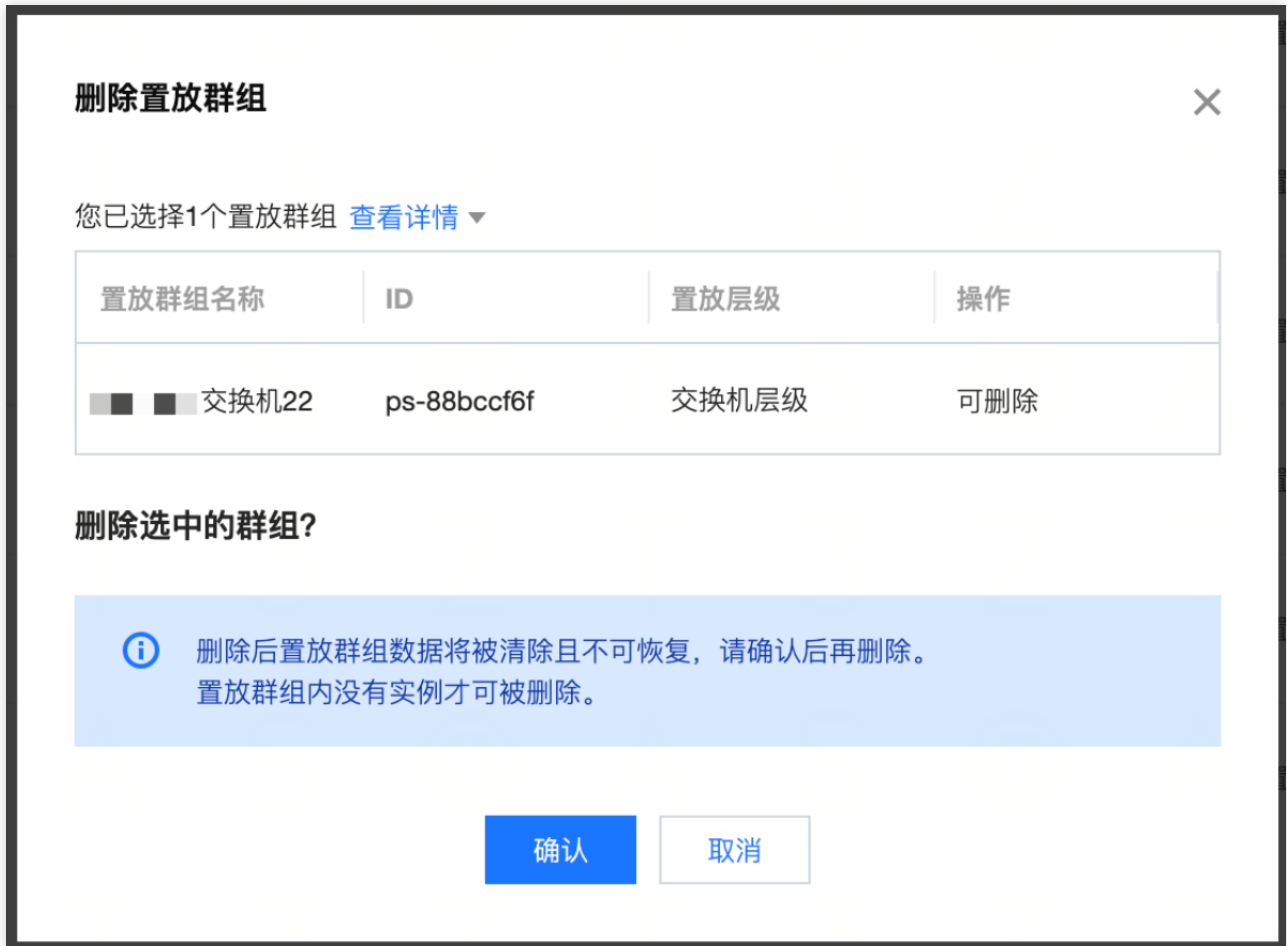 删除置放群组
您已选择1个置放群组 查看详情
置放群组名称 ID 置放层级 操作
交换机22 ps-88bccf6f 交换机层级 可删除
删除选中的群组?
删除后置放群组数据将被清除且不可恢复，请确认后再删除。
置放群组内没有实例才可被删除。
确认 取消